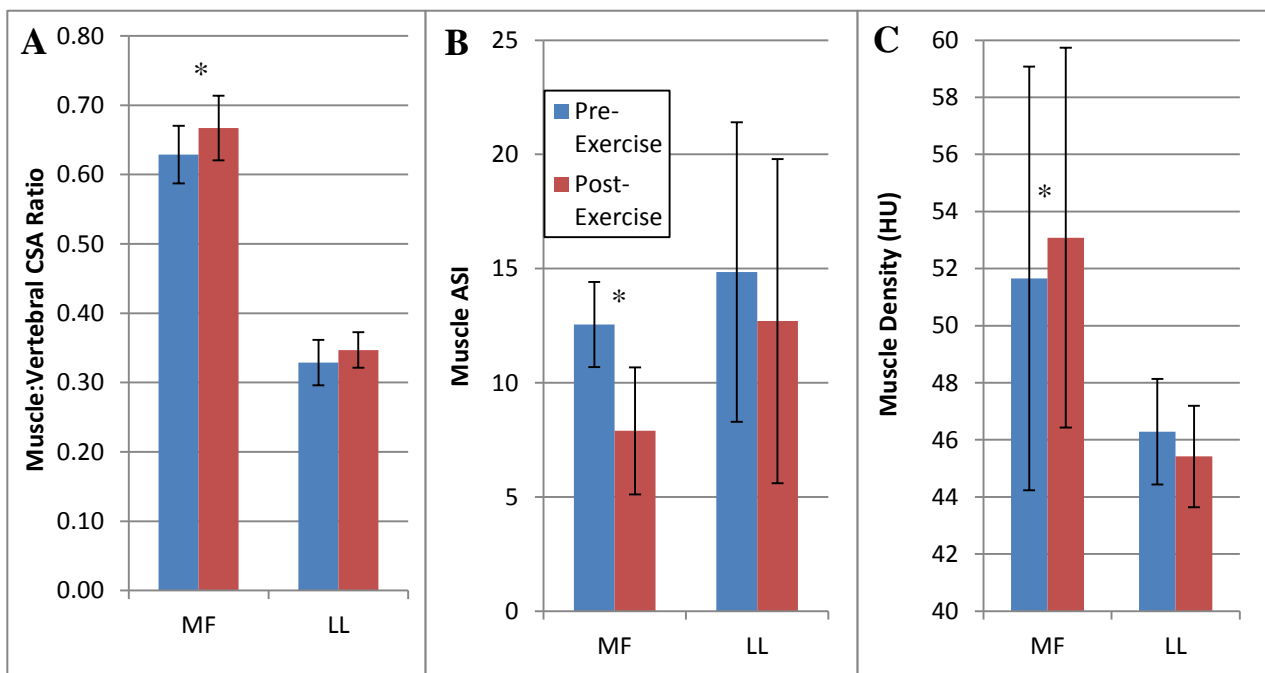 A
Muscle:Vertebral CSA Ratio
0.80
0.70
0.60
0.50
0.40
0.30
0.20
0.10
0.00
*
MF
LL
B
Muscle ASI
25
20
15
10
5
0
Pre-
Exercise
Post-
Exercise
*
MF
LL
C
Muscle Density (HU)
60
58
56
54
52
50
48
46
44
42
40
*
MF
LL